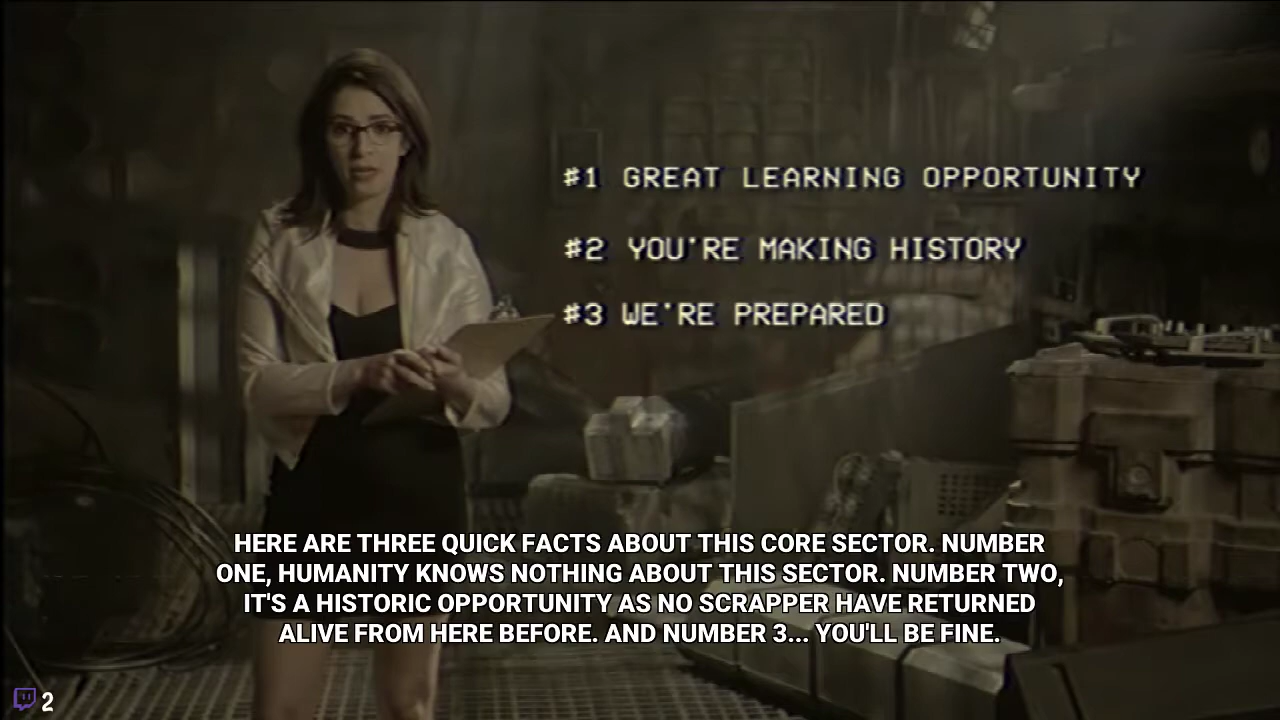 #1 GREAT LEARNING OPPORTUNITY
#2 YOU'RE MAKING HISTORY
#3 WE'RE PREPARED
HERE ARE THREE QUICK FACTS ABOUT THIS CORE SECTOR. NUMBER
ONE, HUMANITY KNOWS NOTHING ABOUT THIS SECTOR. NUMBER TWO,
IT'S A HISTORIC OPPORTUNITY AS NO SCRAPPER HAVE RETURNED
ALIVE FROM HERE BEFORE. AND NUMBER 3... YOU'LL BE FINE.
2